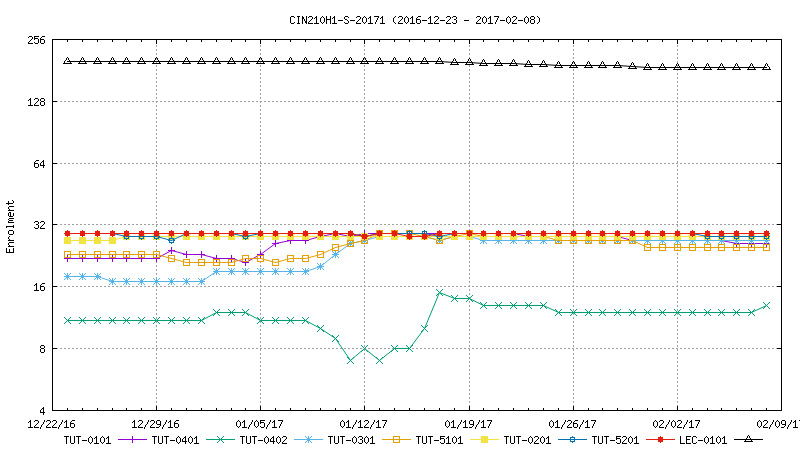 CIN210H1-S-20171 (2016-12-23 - 2017-02-08)
256
128
64
32
16
8
4
Enrolment
12/22/16 12/29/16 01/05/17 01/12/17 01/19/17 01/26/17 02/02/17 02/09/17
TUT-0101 TUT-0401 TUT-0402 TUT-0301 TUT-5101 TUT-0201 TUT-5201 LEC-0101